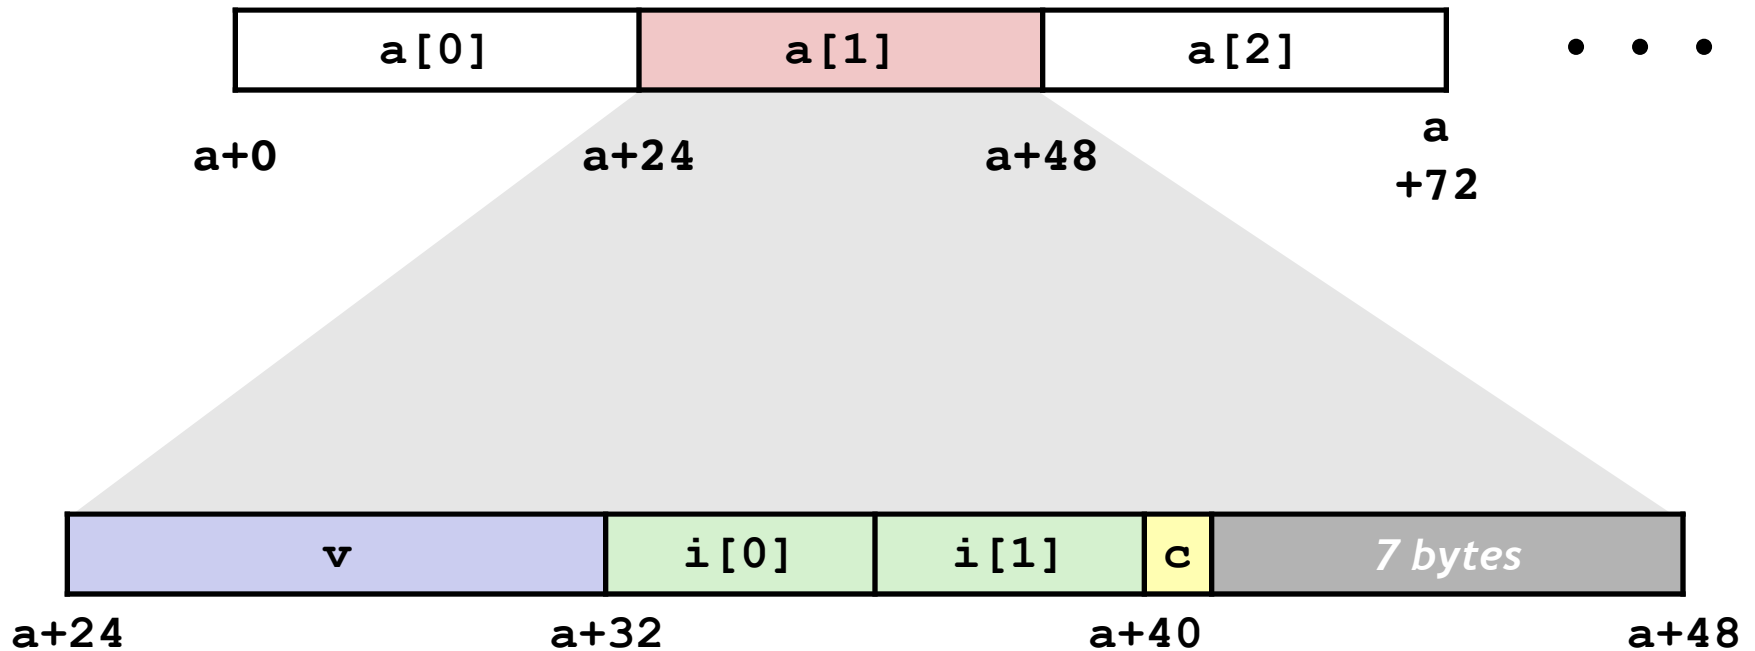 a[0] a[1] a[2]
a+0 a+24 a+48 a
+72
v i[0] i[1] c 7 bytes
a+24 a+32 a+40 a+48